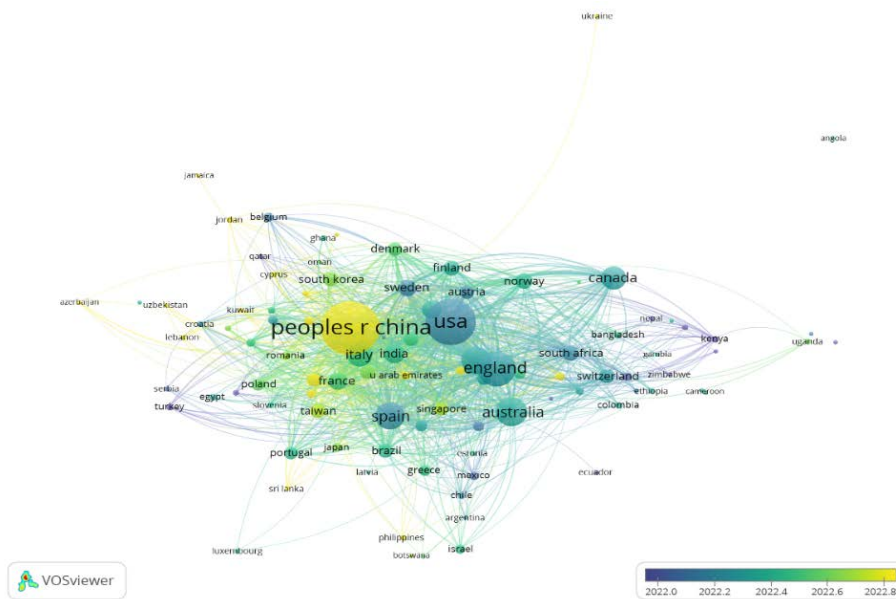 ukraine
angola
jamaica
jordan
belgium
ghana
denmark
qatar
oman
finland
cyprus
south korea
sweden
austria
norway
canada
azerbaijan
uzbekistan
kuwait
croatia
peoples r china
usa
nepal
lebanon
bangladesh
kenya
uganda
romania
italy
india
south africa
gambia
england
u arab emirates
switzerland
zimbabwe
serbia
poland
france
egypt
ethiopia
cameroon
turkey
slovenia
taiwan
spain
singapore
australia
colombia
portugal
japan
brazil
estonia
latvia
greece
mexico
ecuador
sri lanka
chile
argentina
philippines
luxembourg
botswana
israel
VOSviewer
2022.0 2022.2 2022.4 2022.6 2022.8